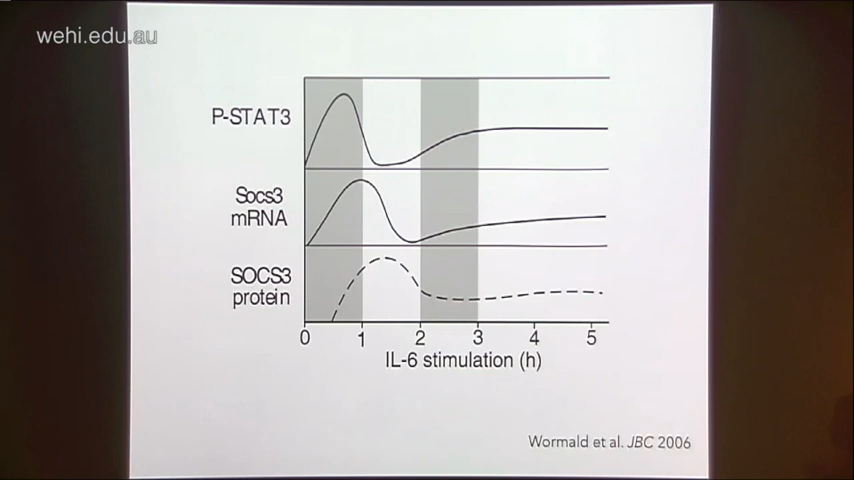 wehi.edu.au
P-STAT3
Socs3
mRNA
SOCS3
protein
0 1 2 3 4 5
IL-6 stimulation (h)
Wormald et al. JBC 2006